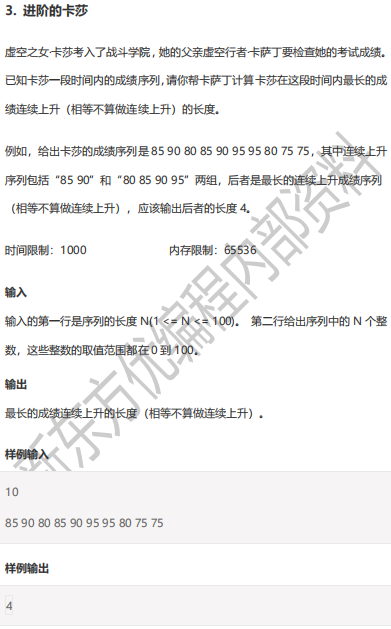 3. 进阶的卡莎
虚空之女·卡莎考入了战斗学院，她的父亲虚空行者·卡萨丁要检查她的考试成绩。
已知卡莎一段时间内的成绩序列,请你帮卡萨丁计算卡莎在这段时间内最长的成
绩连续上升（相等不算做连续上升）的长度。
例如，给出卡莎的成绩序列是 85 90 80 85 90 95 95 80 75 75，其中连续上升
序列包括“85 90”和“80 85 90 95”两组，后者是最长的连续上升成绩序列
（相等不算做连续上升），应该输出后者的长度 4。
时间限制：1000 内存限制：65536
输入
输入的第一行是序列的长度 N(1 <= N <= 100)。 第二行给出序列中的 N 个整
数，这些整数的取值范围都在 0 到 100。
输出
最长的成绩连续上升的长度（相等不算做连续上升）。
样例输入
10
85 90 80 85 90 95 95 80 75 75
样例输出
4
新东方优编程内部资料